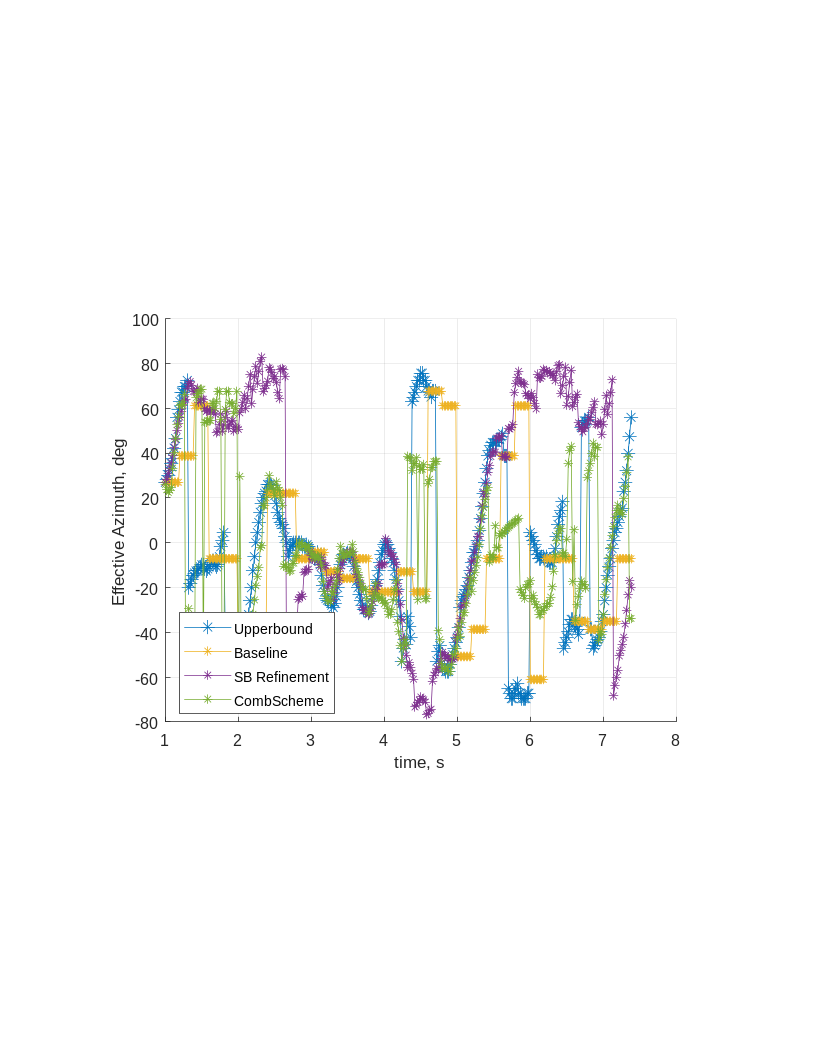 100
80
60
40
20
0
-20
-40
-60
-80
Effective Azimuth, deg
Upperbound
Baseline
SB Refinement
CombScheme
1 2 3 4 5 6 7 8
time, s